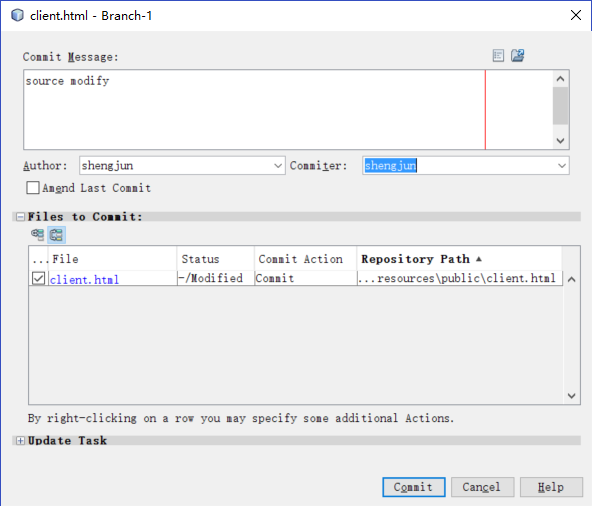 client.html - Branch-1
Commit Message:
source modify
Author: shengjun Commiter: shengjun
Amend Last Commit
Files to Commit:
... File Status Commit Action Repository Path
client.html -/Modified Commit ...resources\public\client.html
By right-clicking on a row you may specify some additional Actions.
Update Task
Commit Cancel Help